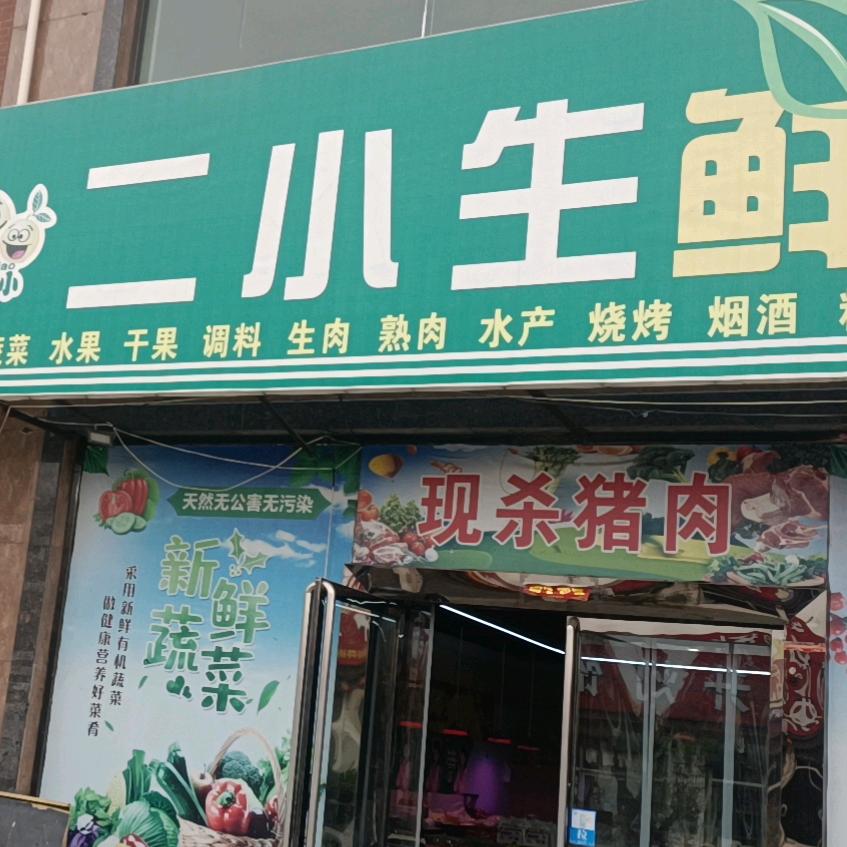 二小生鲜
小
蔬菜 水果 干果 调料 生肉 熟肉 水产 烧烤 烟酒
现杀猪肉
天然无公害无污染
新鲜
蔬菜
采用新鲜有机蔬菜
做健康营养好菜肴